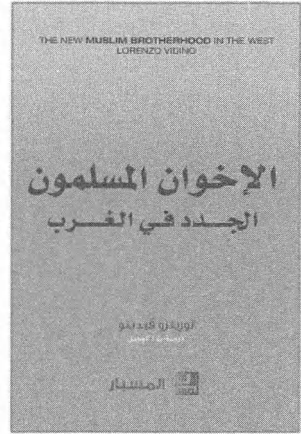 THE NEW MUSLIM BROTHERHOOD IN THE WEST
LORENZO VIDINO
الإخوان المسلمون
الجدد في الغرب
لورينزو فيدينو
المسبار